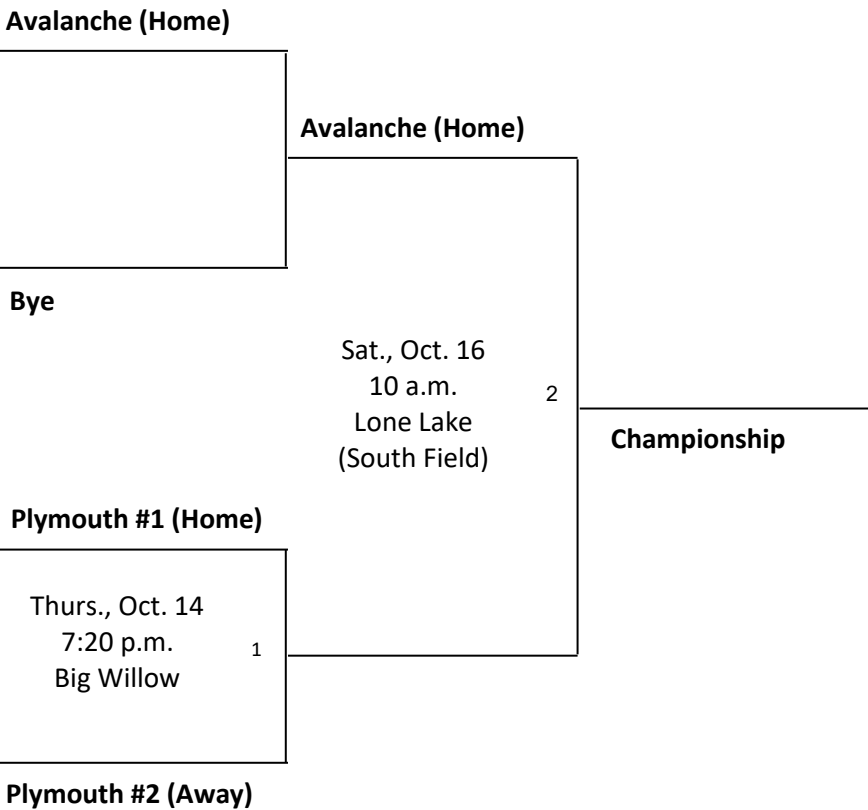 Avalanche (Home)
Avalanche (Home)
Bye
Sat., Oct. 16
10 a.m.
Lone Lake
(South Field)
2
Championship
Plymouth #1 (Home)
Thurs., Oct. 14
7:20 p.m.
Big Willow
1
Plymouth #2 (Away)